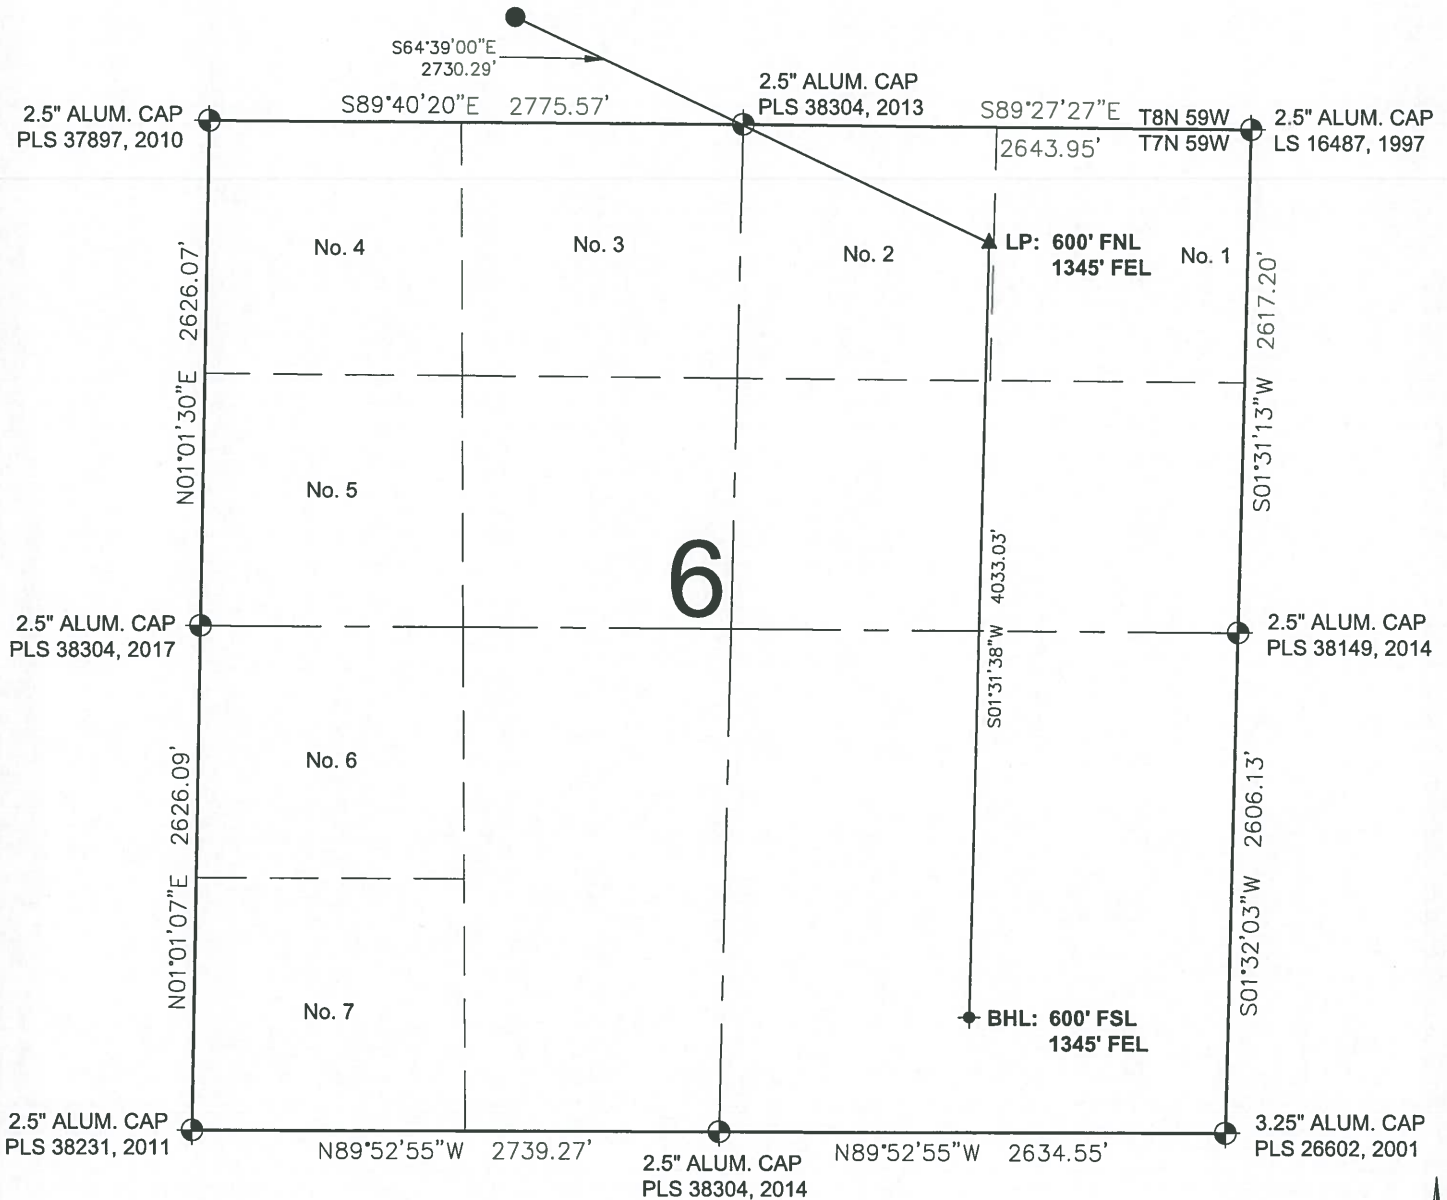 S64°39'00"E
2730.29'
2.5" ALUM. CAP
PLS 37897, 2010
S89°40'20"E 2775.57'
2.5" ALUM. CAP
PLS 38304, 2013
S89°27'27"E
2643.95'
T8N 59W
T7N 59W
2.5" ALUM. CAP
LS 16487, 1997
No. 4
No. 3
No. 2
LP: 600' FNL
1345' FEL
No. 1
N01°01'30"E 2626.07'
S01°31'13"W 2617.20'
No. 5
6
S01°31'38"W 4033.03'
2.5" ALUM. CAP
PLS 38304, 2017
2.5" ALUM. CAP
PLS 38149, 2014
No. 6
N01°01'07"E 2626.09'
S01°32'03"W 2606.13'
No. 7
BHL: 600' FSL
1345' FEL
2.5" ALUM. CAP
PLS 38231, 2011
N89°52'55"W 2739.27'
2.5" ALUM. CAP
PLS 38304, 2014
N89°52'55"W 2634.55'
3.25" ALUM. CAP
PLS 26602, 2001